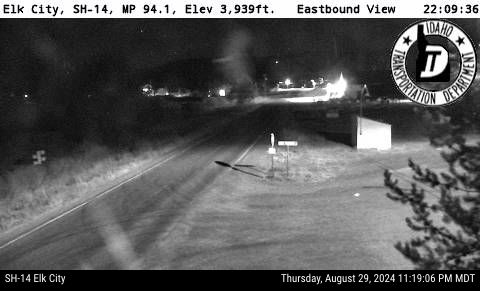 Elk City, SH-14, MP 94.1, Elev 3,939ft. Eastbound View 22:09:36
IDAHO
TRANSPORTATION DEPARTMENT
SH-14 Elk City Thursday, August 29, 2024 11:19:06 PM MDT